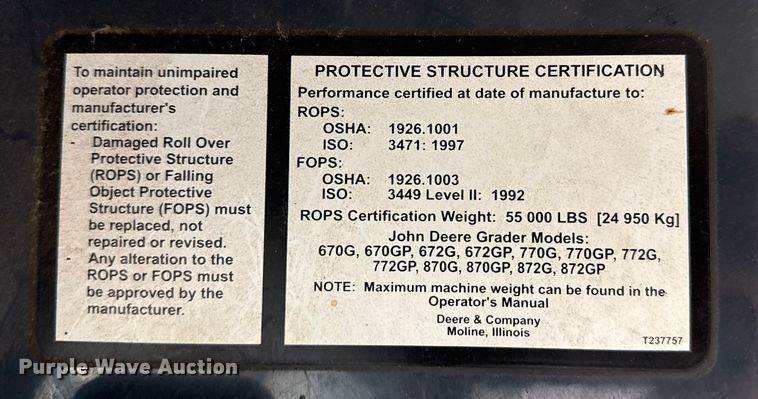 To maintain unimpaired
operator protection and
manufacturer's
certification:
- Damaged Roll Over
Protective Structure
(ROPS) or Falling
Object Protective
Structure (FOPS) must
be replaced, not
repaired or revised.
- Any alteration to the
ROPS or FOPS must
be approved by the
manufacturer.
PROTECTIVE STRUCTURE CERTIFICATION
Performance certified at date of manufacture to:
ROPS:
OSHA: 1926.1001
ISO: 3471: 1997
FOPS:
OSHA: 1926.1003
ISO: 3449 Level II: 1992
ROPS Certification Weight: 55 000 LBS [24 950 Kg]
John Deere Grader Models:
670G, 670GP, 672G, 672GP, 770G, 770GP, 772G,
772GP, 870G, 870GP, 872G, 872GP
NOTE: Maximum machine weight can be found in the
Operator's Manual
Deere & Company
Moline, Illinois
T237757
Purple Wave Auction